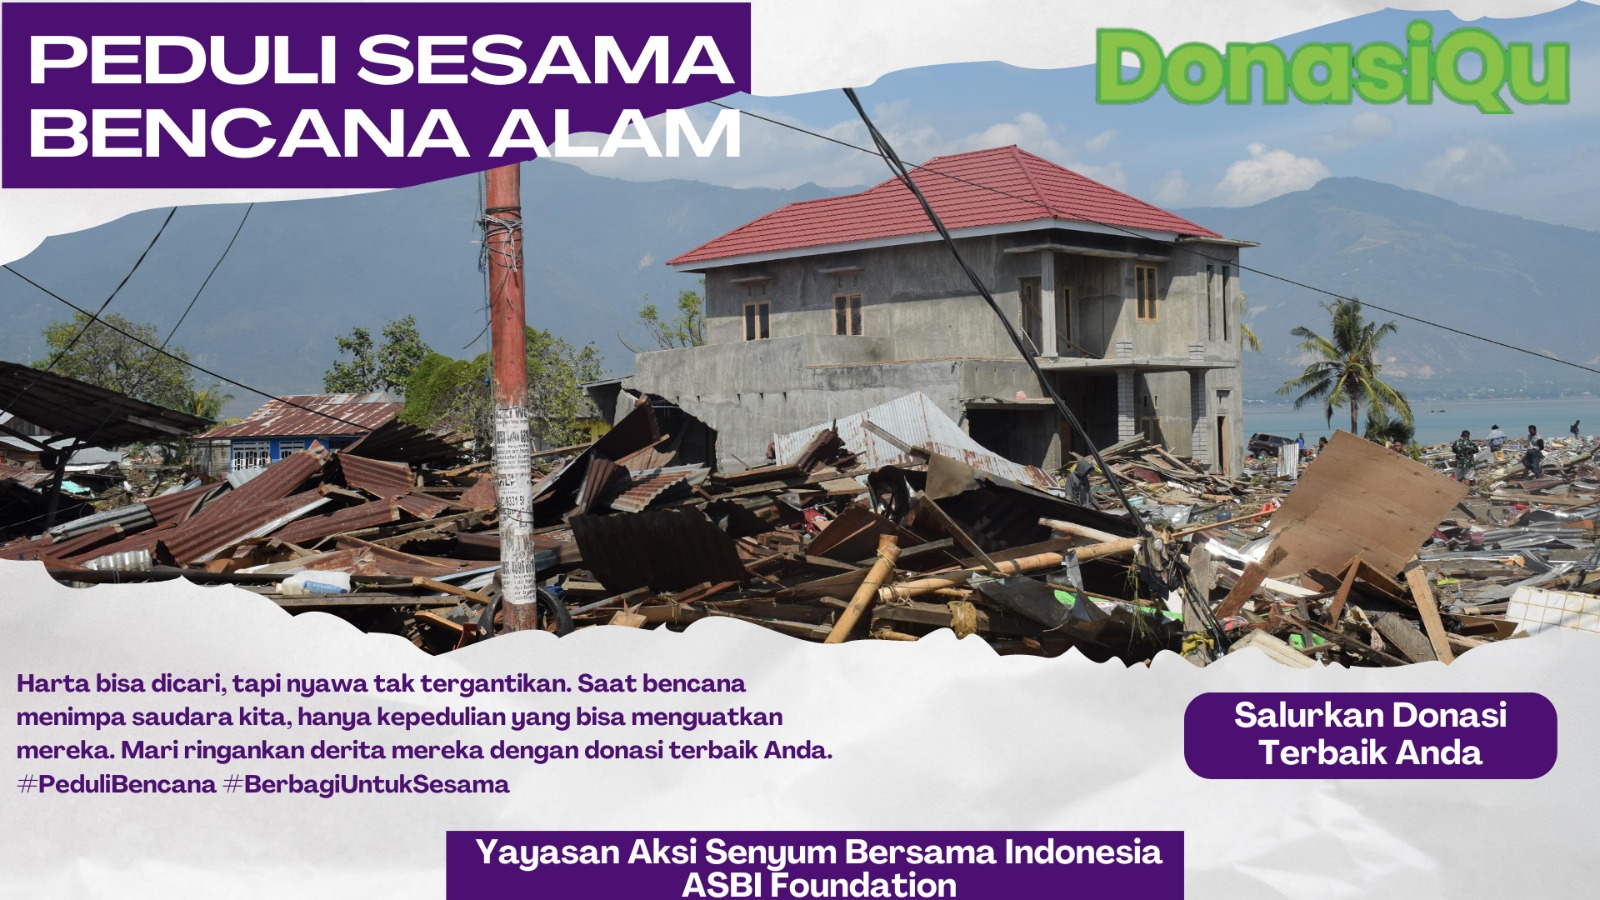 PEDULI SESAMA
BENCANA ALAM
DonasiQu
Harta bisa dicari, tapi nyawa tak tergantikan. Saat bencana
menimpa saudara kita, hanya kepedulian yang bisa menguatkan
mereka. Mari ringankan derita mereka dengan donasi terbaik Anda.
#PeduliBencana #BerbagiUntukSesama
Salurkan Donasi
Terbaik Anda
Yayasan Aksi Senyum Bersama Indonesia
ASBI Foundation